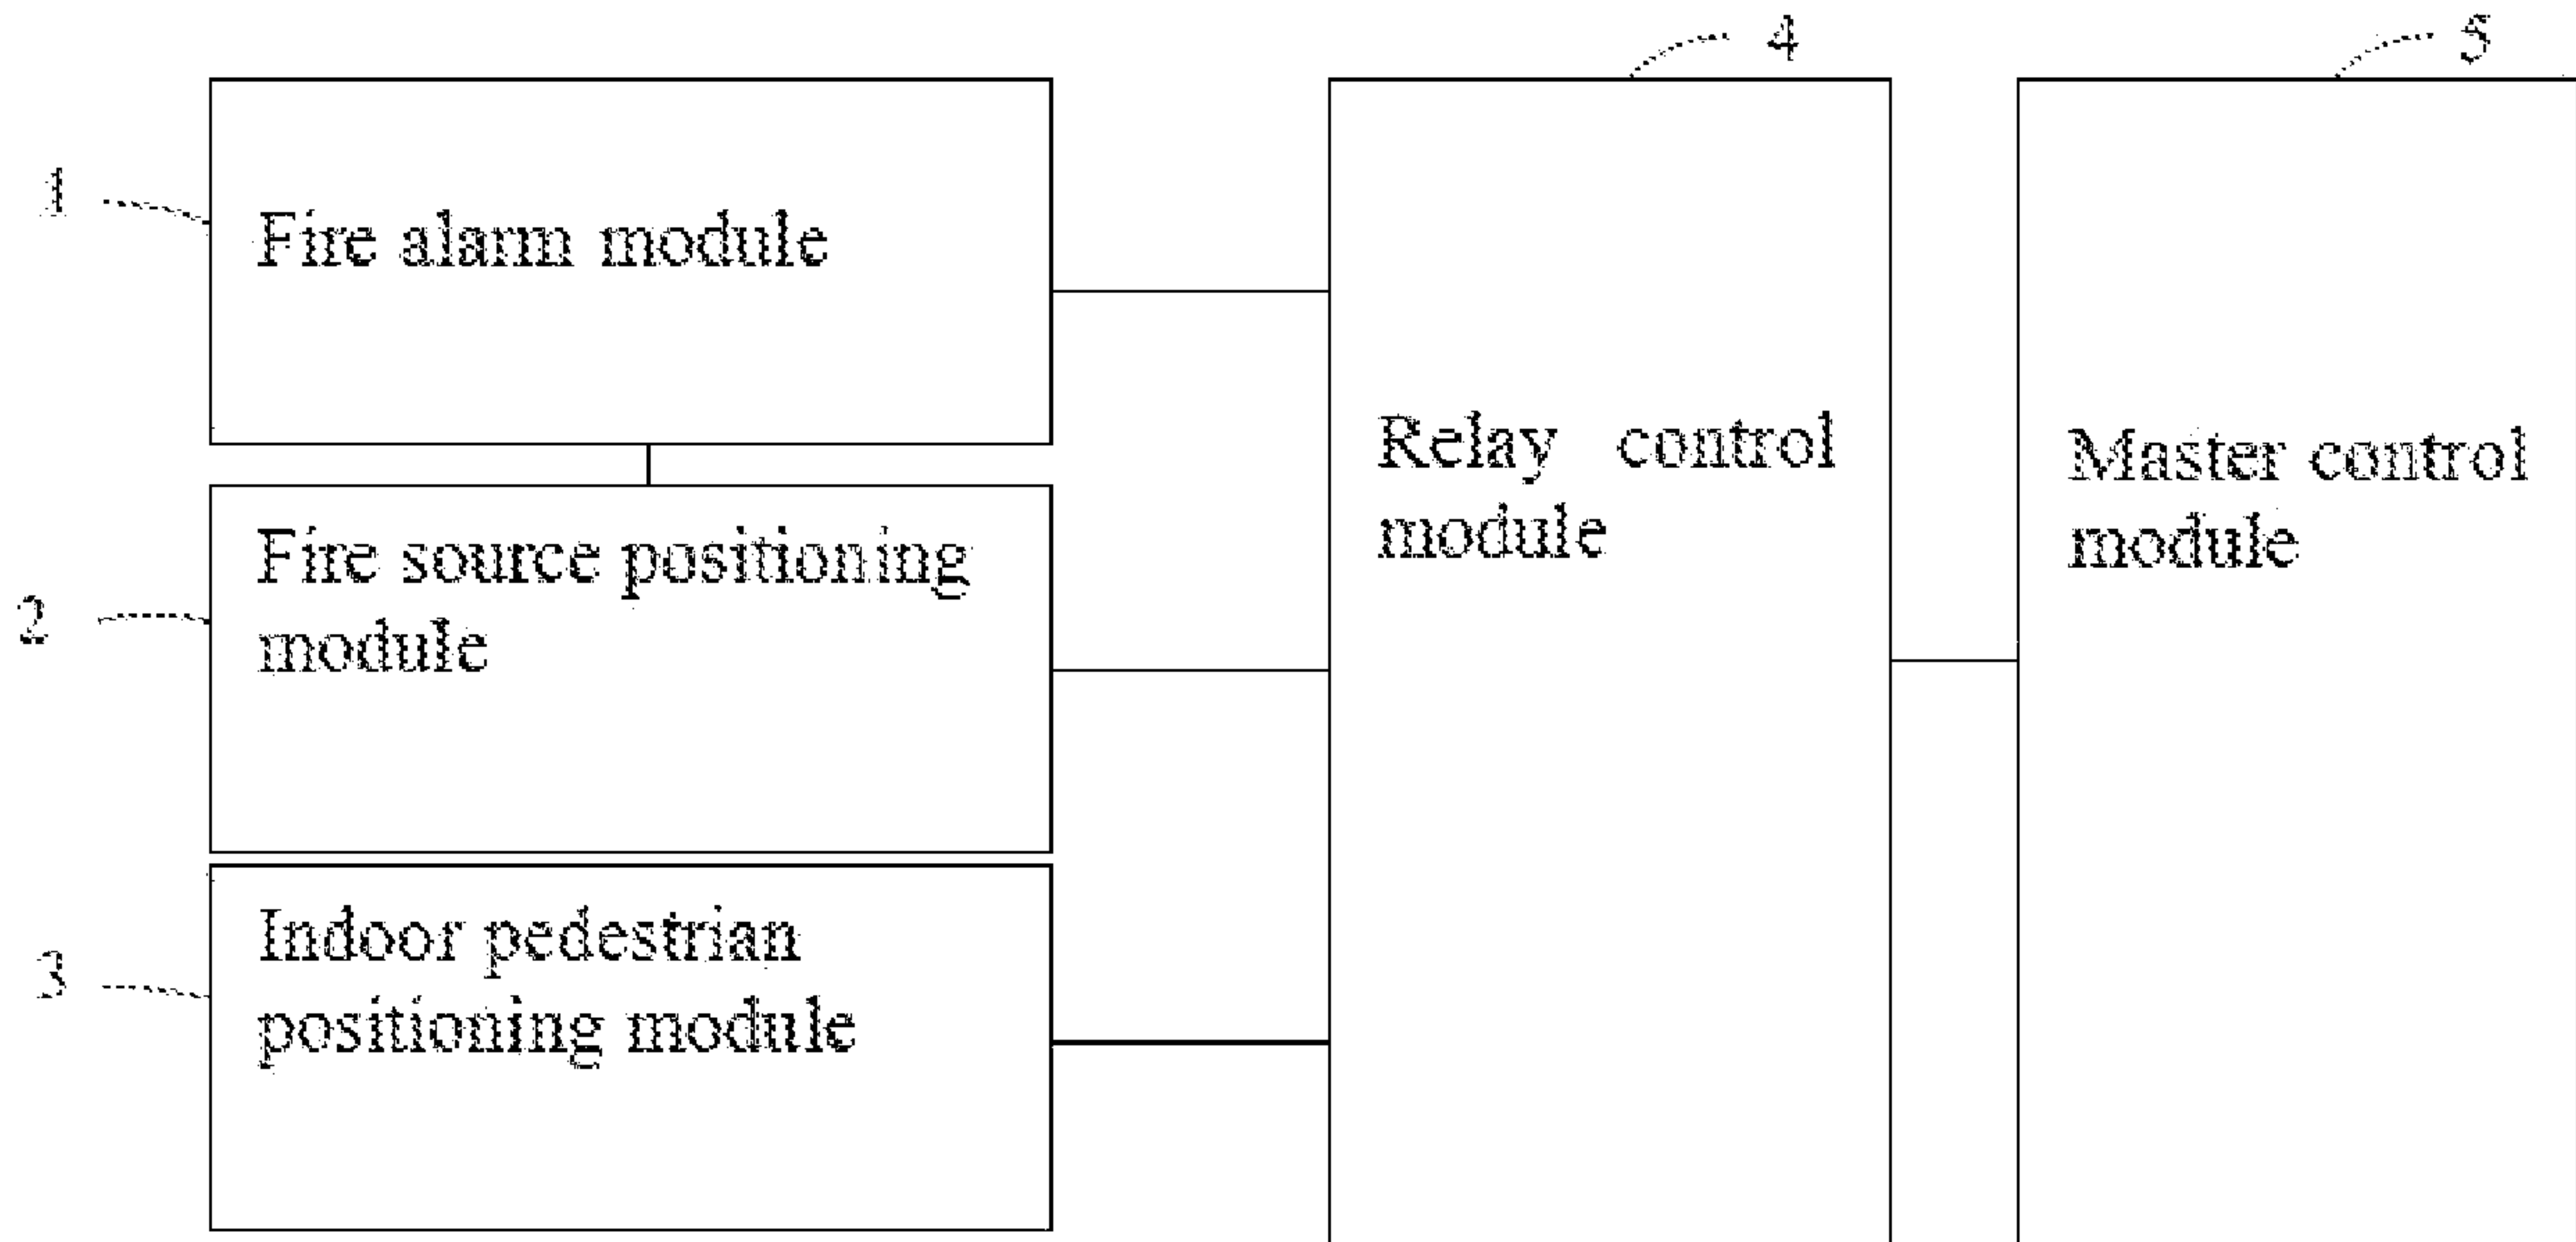 4
5
1
Fire alarm module
Relay control
module
Master control
module
2
Fire source positioning
module
3
Indoor pedestrian
positioning module